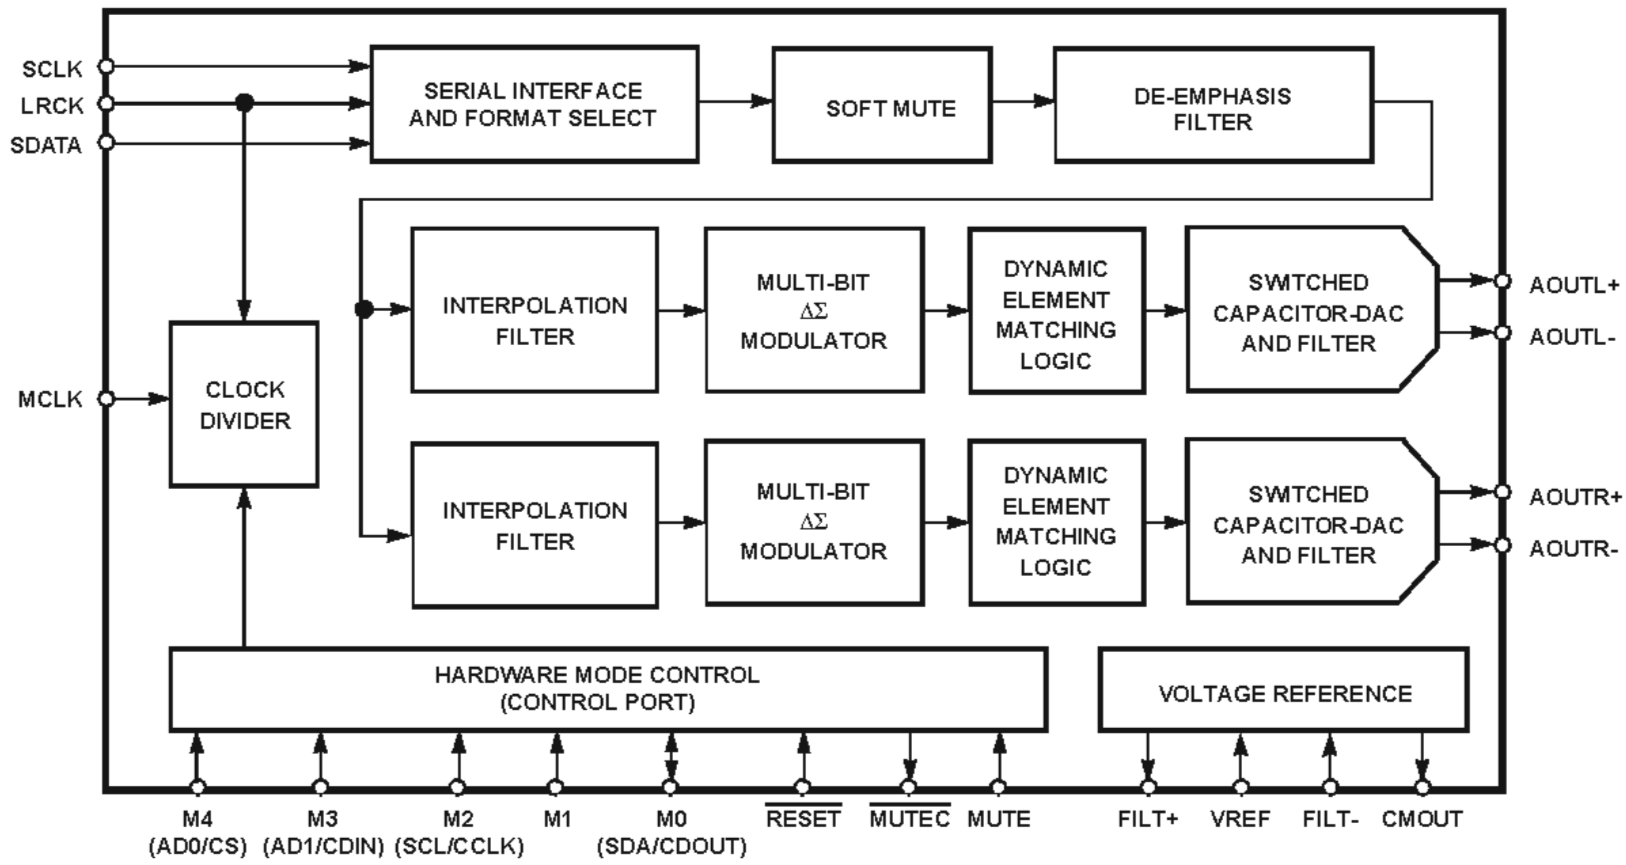 SCLK
LRCK
SDATA
SERIAL INTERFACE
AND FORMAT SELECT
SOFT MUTE
DE-EMPHASIS
FILTER
MCLK
CLOCK
DIVIDER
INTERPOLATION
FILTER
MULTI-BIT
ΔΣ
MODULATOR
DYNAMIC
ELEMENT
MATCHING
LOGIC
SWITCHED
CAPACITOR-DAC
AND FILTER
AOUTL+
AOUTL-
INTERPOLATION
FILTER
MULTI-BIT
ΔΣ
MODULATOR
DYNAMIC
ELEMENT
MATCHING
LOGIC
SWITCHED
CAPACITOR-DAC
AND FILTER
AOUTR+
AOUTR-
HARDWARE MODE CONTROL
(CONTROL PORT)
VOLTAGE REFERENCE
M4
(AD0/CS)
M3
(AD1/CDIN)
M2
(SCL/CCLK)
M1
M0
(SDA/CDOUT)
RESET
MUTEC
MUTE
FILT+
VREF
FILT-
CMOUT